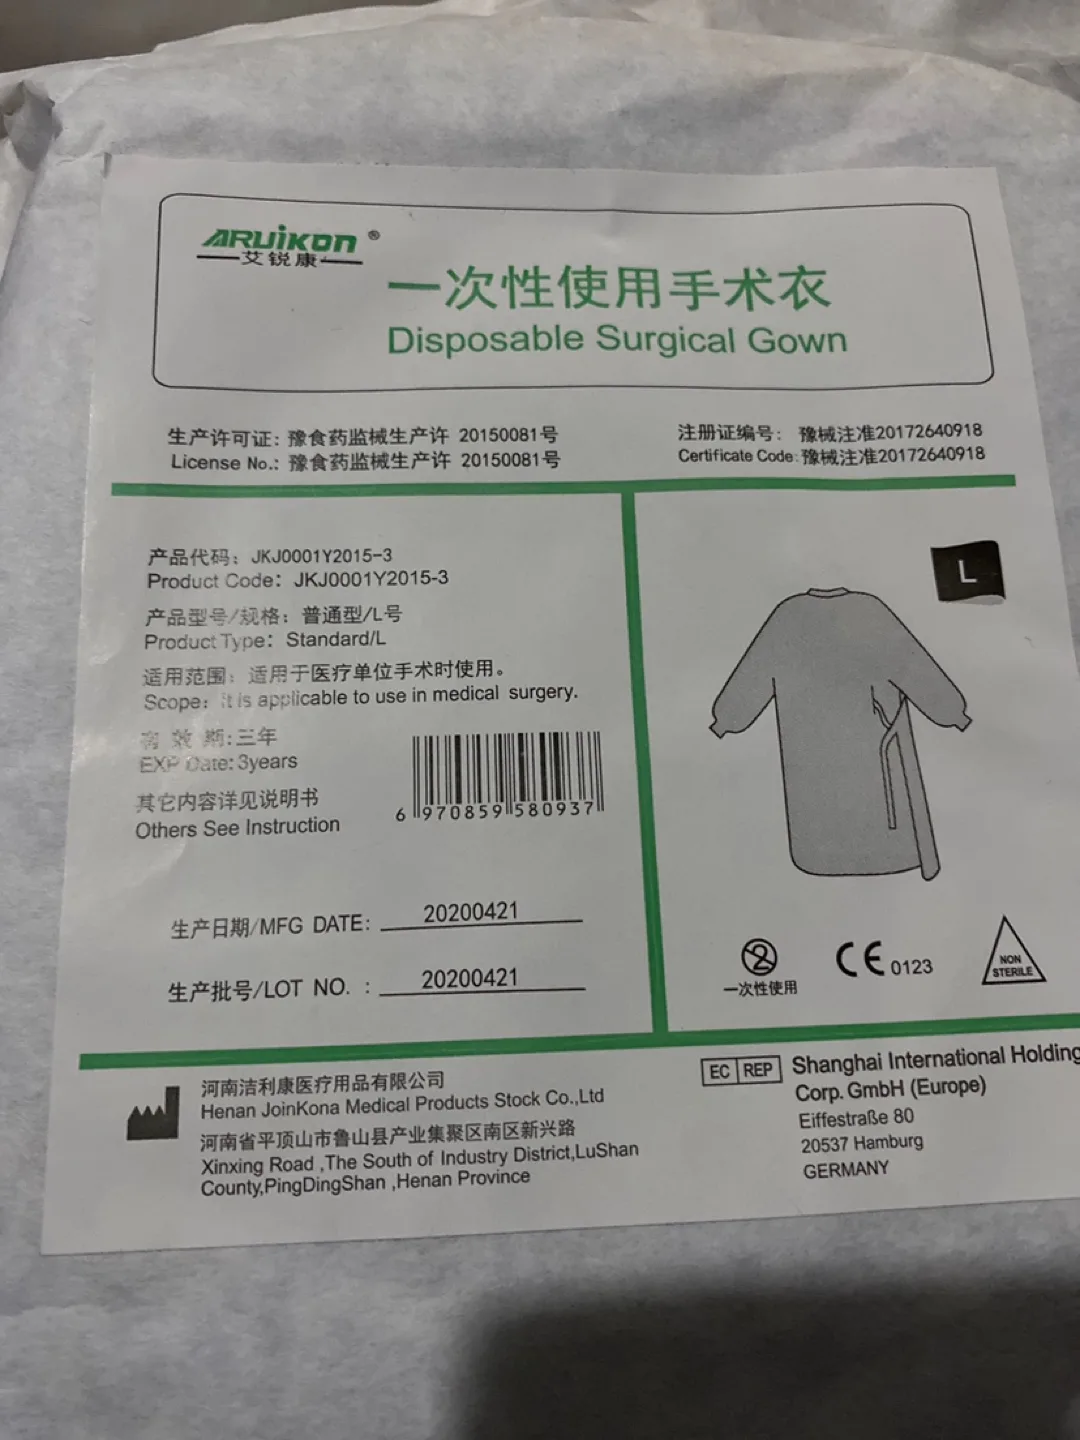 ARUiKON ®
艾锐康
一次性使用手术衣
Disposable Surgical Gown
生产许可证: 豫食药监械生产许 20150081号
License No.: 豫食药监械生产许 20150081号
注册证编号: 豫械注准20172640918
Certificate Code: 豫械注准20172640918
产品代码: JKJ0001Y2015-3
Product Code: JKJ0001Y2015-3
产品型号/规格: 普通型/L号
Product Type: Standard/L
适用范围: 适用于医疗单位手术时使用。
Scope: it is applicable to use in medical surgery.
有 效 期:三年
EXP Date: 3years
其它内容详见说明书
Others See Instruction
6 970859 580937
生产日期/MFG DATE: 20200421
生产批号/LOT NO. : 20200421
L
2
一次性使用
CE 0123
NON
STERILE
河南洁利康医疗用品有限公司
Henan JoinKona Medical Products Stock Co.,Ltd
河南省平顶山市鲁山县产业集聚区南区新兴路
Xinxing Road ,The South of Industry District,LuShan
County,PingDingShan ,Henan Province
EC REP
Shanghai International Holding
Corp. GmbH (Europe)
Eiffestraße 80
20537 Hamburg
GERMANY